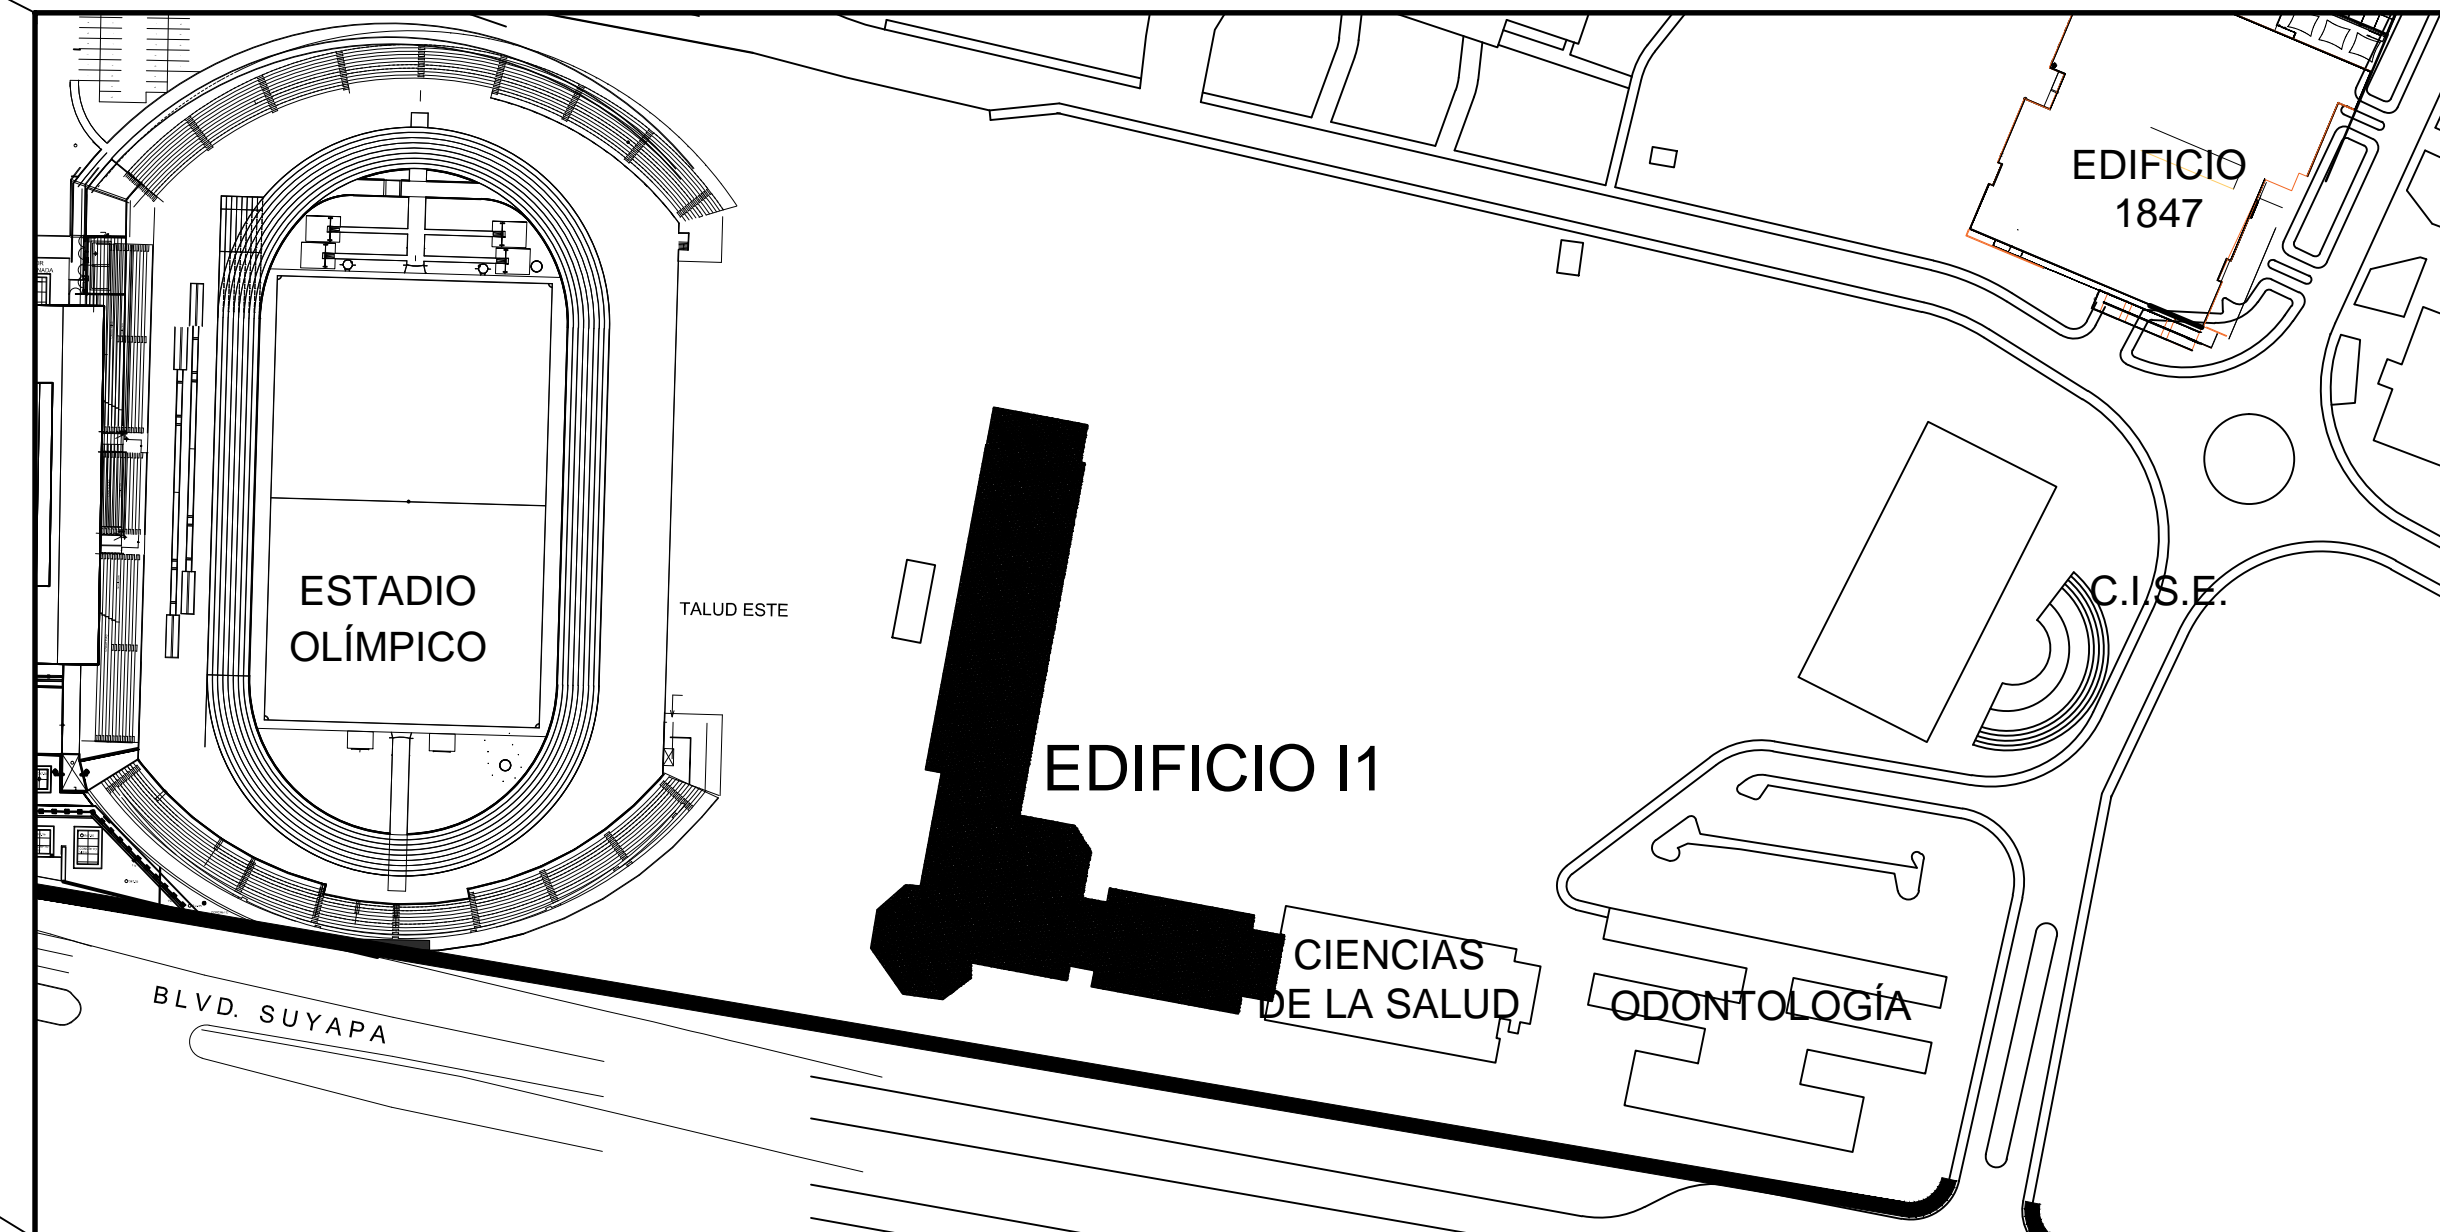 EDIFICIO
1847
ESTADIO
OLÍMPICO
TALUD ESTE
C.I.S.E.
EDIFICIO I1
CIENCIAS
DE LA SALUD
ODONTOLOGÍA
BLVD. SUYAPA